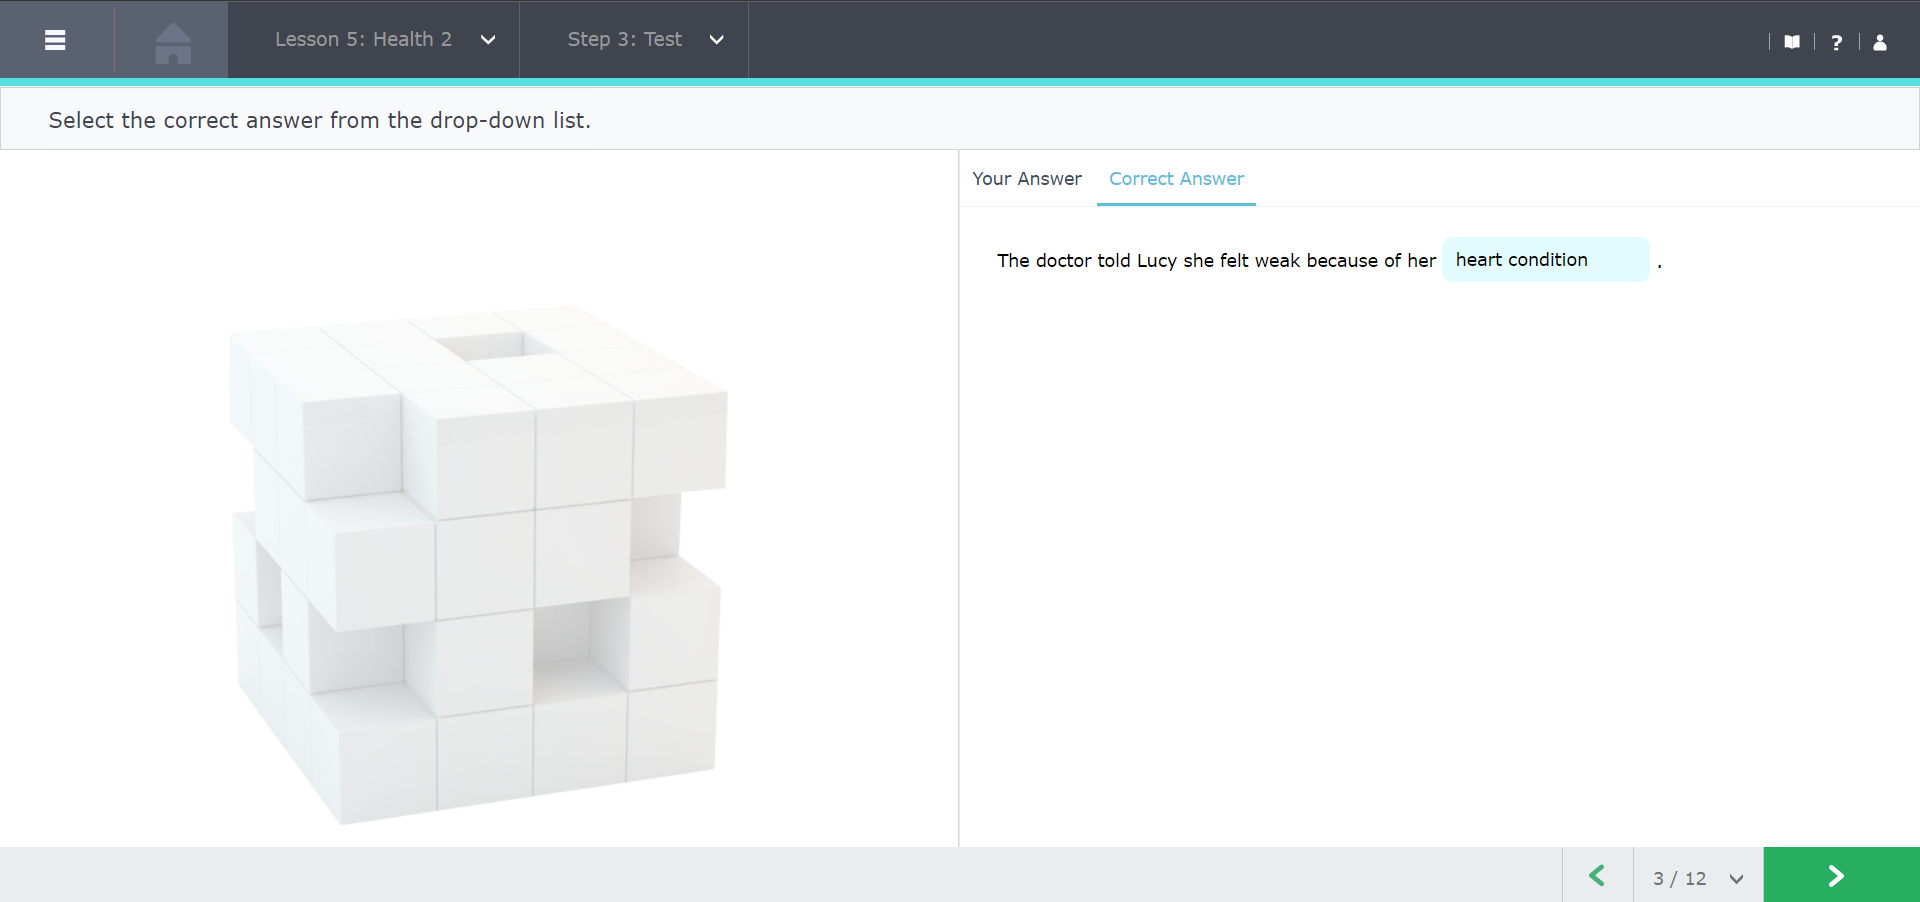 Lesson 5: Health 2
Step 3: Test
?
Select the correct answer from the drop-down list.
Your Answer
Correct Answer
The doctor told Lucy she felt weak because of her heart condition .
3 / 12